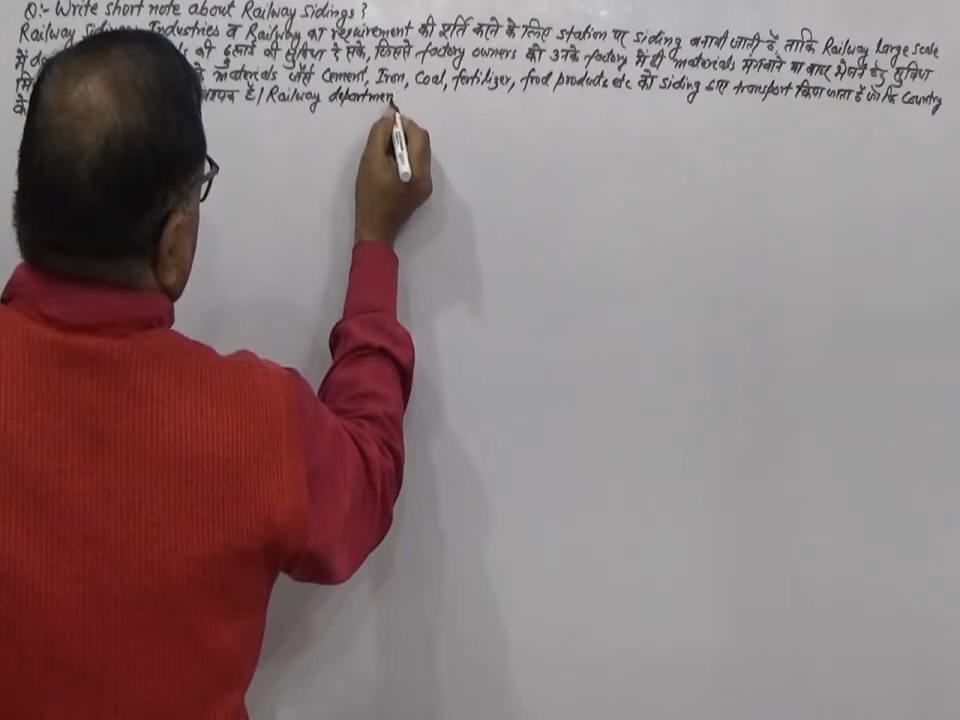 Q:- Write short note about Railway Sidings ?
Railway Sidings Industries व Railway का requirement की पूर्ति करने के लिए station पर siding बनायी जाती है, ताकि Railway Large scale
में की ढुलाई की सुविधा दे सके, जिससे factory owners को उनके factory में ही materials मंगवाने या बाहर भेजने हेतु सुविधा
materials जैसे Cement, Iron, Coal, fertilizer, food products etc को siding द्वारा transport किया जाता है जो कि Country
के है। Railway departmen